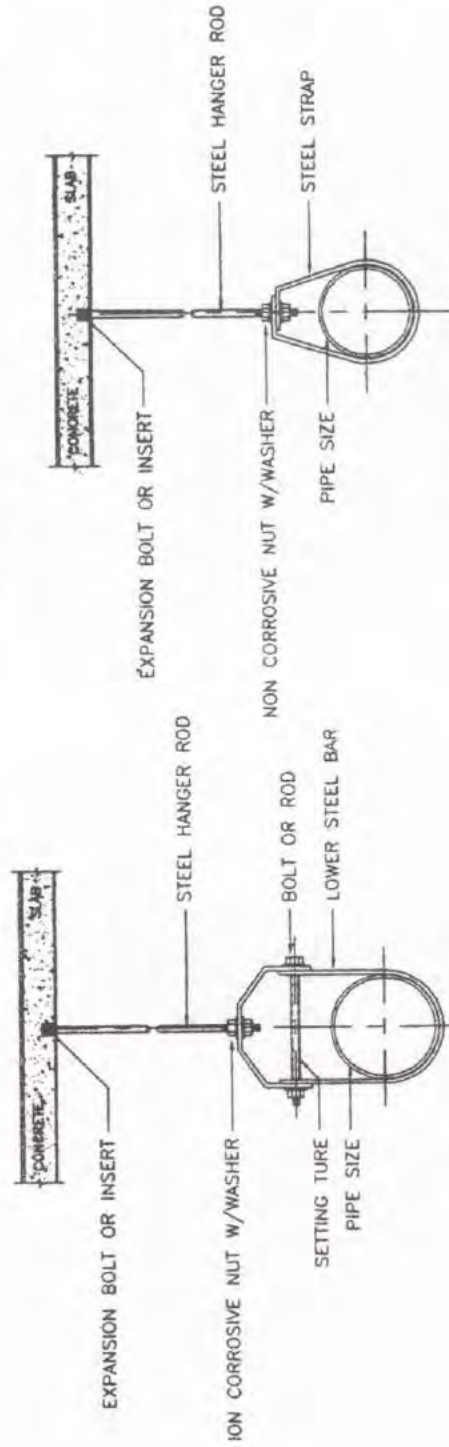 CONCRETE SLAB
EXPANSION BOLT OR INSERT
STEEL HANGER ROD
ION CORROSIVE NUT W/WASHER
BOLT OR ROD
SETTING TURE
PIPE SIZE
LOWER STEEL BAR
CONCRETE SLAB
EXPANSION BOLT OR INSERT
STEEL HANGER ROD
NON CORROSIVE NUT W/WASHER
PIPE SIZE
STEEL STRAP